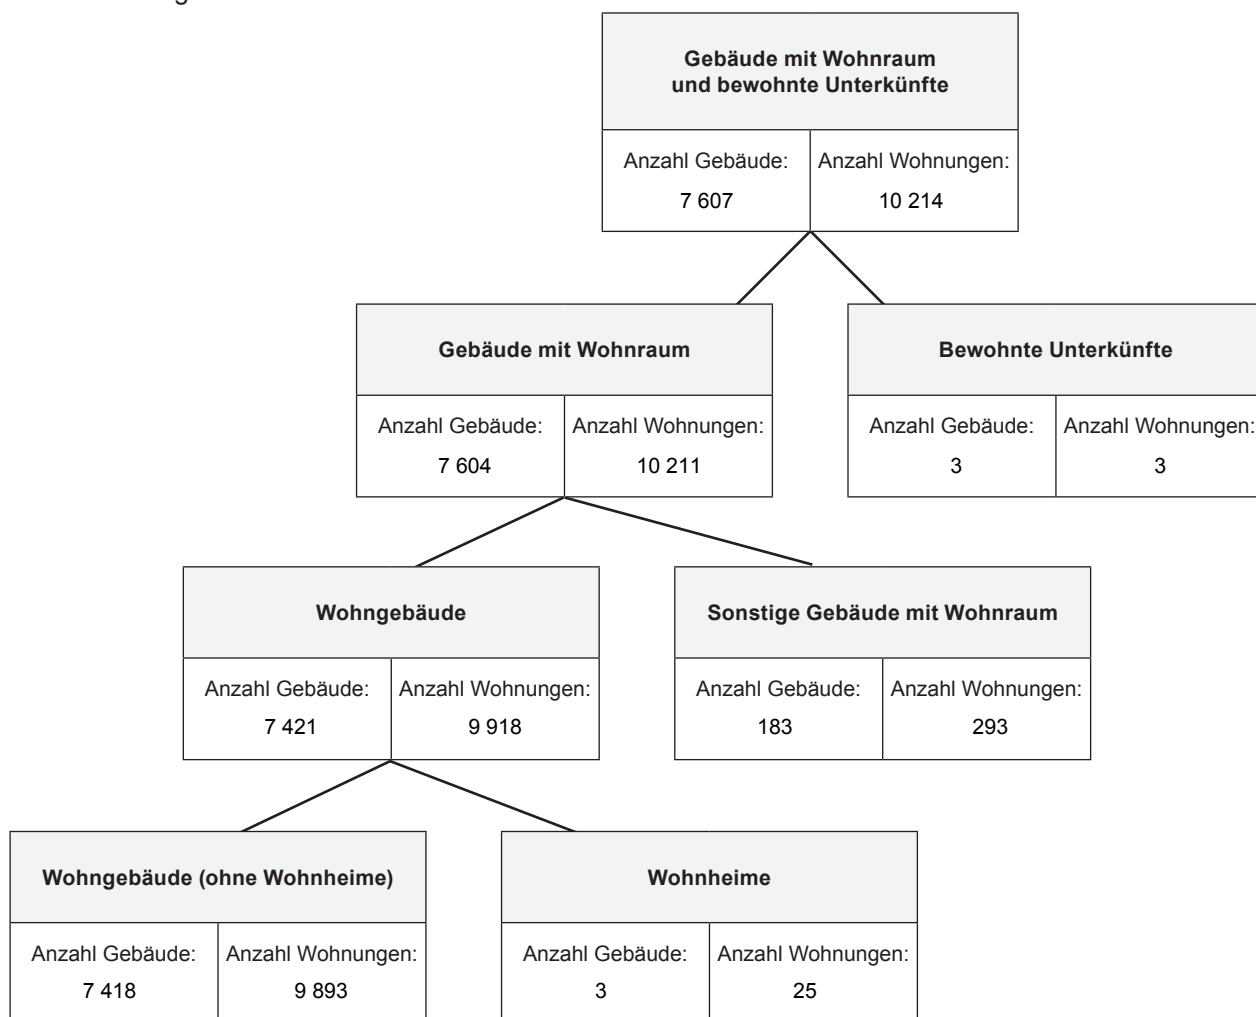 Gebäude mit Wohnraum
und bewohnte Unterkünfte
Anzahl Gebäude: Anzahl Wohnungen:
7 607 10 214
Gebäude mit Wohnraum Bewohnte Unterkünfte
Anzahl Gebäude: Anzahl Wohnungen: Anzahl Gebäude: Anzahl Wohnungen:
7 604 10 211 3 3
Wohngebäude Sonstige Gebäude mit Wohnraum
Anzahl Gebäude: Anzahl Wohnungen: Anzahl Gebäude: Anzahl Wohnungen:
7 421 9 918 183 293
Wohngebäude (ohne Wohnheime) Wohnheime
Anzahl Gebäude: Anzahl Wohnungen: Anzahl Gebäude: Anzahl Wohnungen:
7 418 9 893 3 25